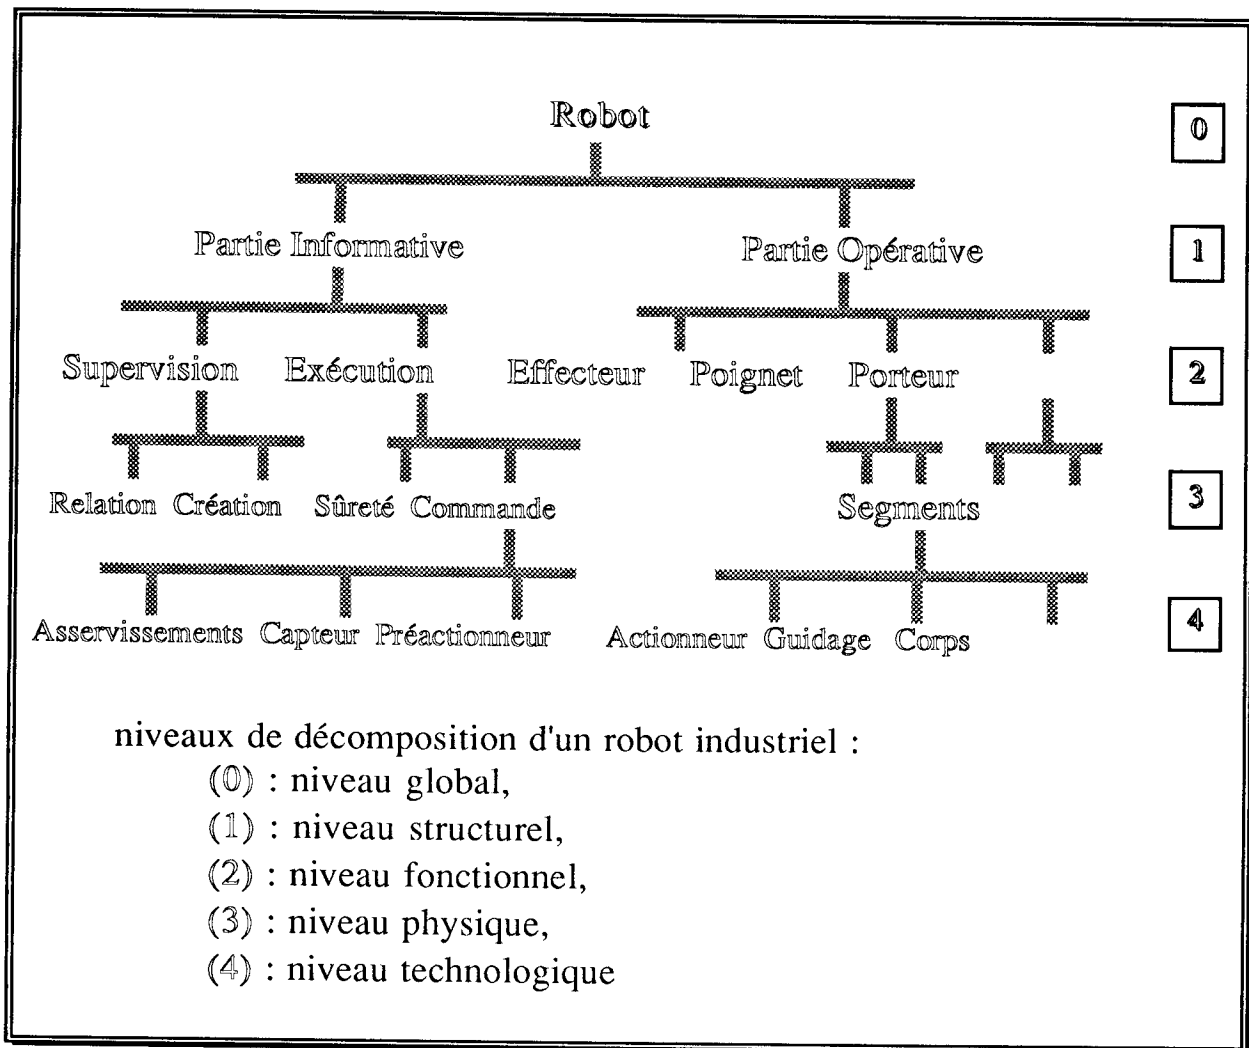 Robot
0
Partie Informative Partie Opérative
1
Supervision Exécution Effecteur Poignet Porteur
2
Relation Création Sûreté Commande Segments
3
Asservissements Capteur Préactionneur Actionneur Guidage Corps
4
niveaux de décomposition d'un robot industriel :
(0) : niveau global,
(1) : niveau structurel,
(2) : niveau fonctionnel,
(3) : niveau physique,
(4) : niveau technologique